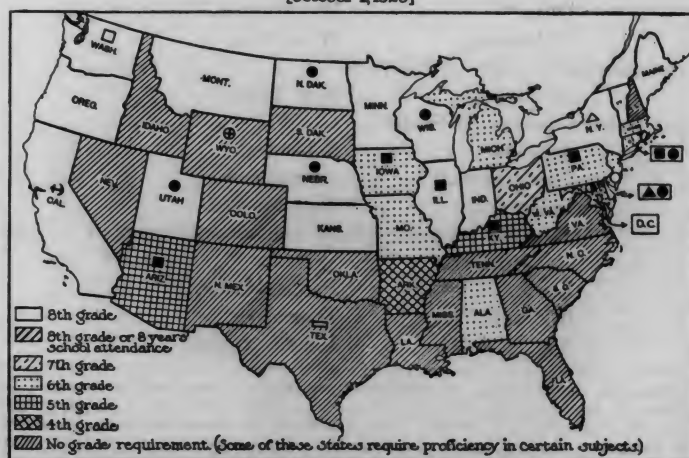 WASH.
MONT.
N. DAK.
MINN.
MAINE
OREG.
IDAHO
WYO.
S. DAK.
WIS.
MICH.
N.Y.
NEV.
UTAH
COLO.
NEBR.
IOWA
ILL.
IND.
OHIO
PA.
CAL.
KANS.
MO.
KY.
W. VA.
VA.
D.C.
ARIZ.
N. MEX.
OKLA.
ARK.
TENN.
N. C.
S. C.
TEX.
LA.
MISS.
ALA.
GA.
FLA.
8th grade
8th grade or 8 years
school attendance
7th grade
6th grade
5th grade
4th grade
No grade requirement. (Some of these states require proficiency in certain subjects.)